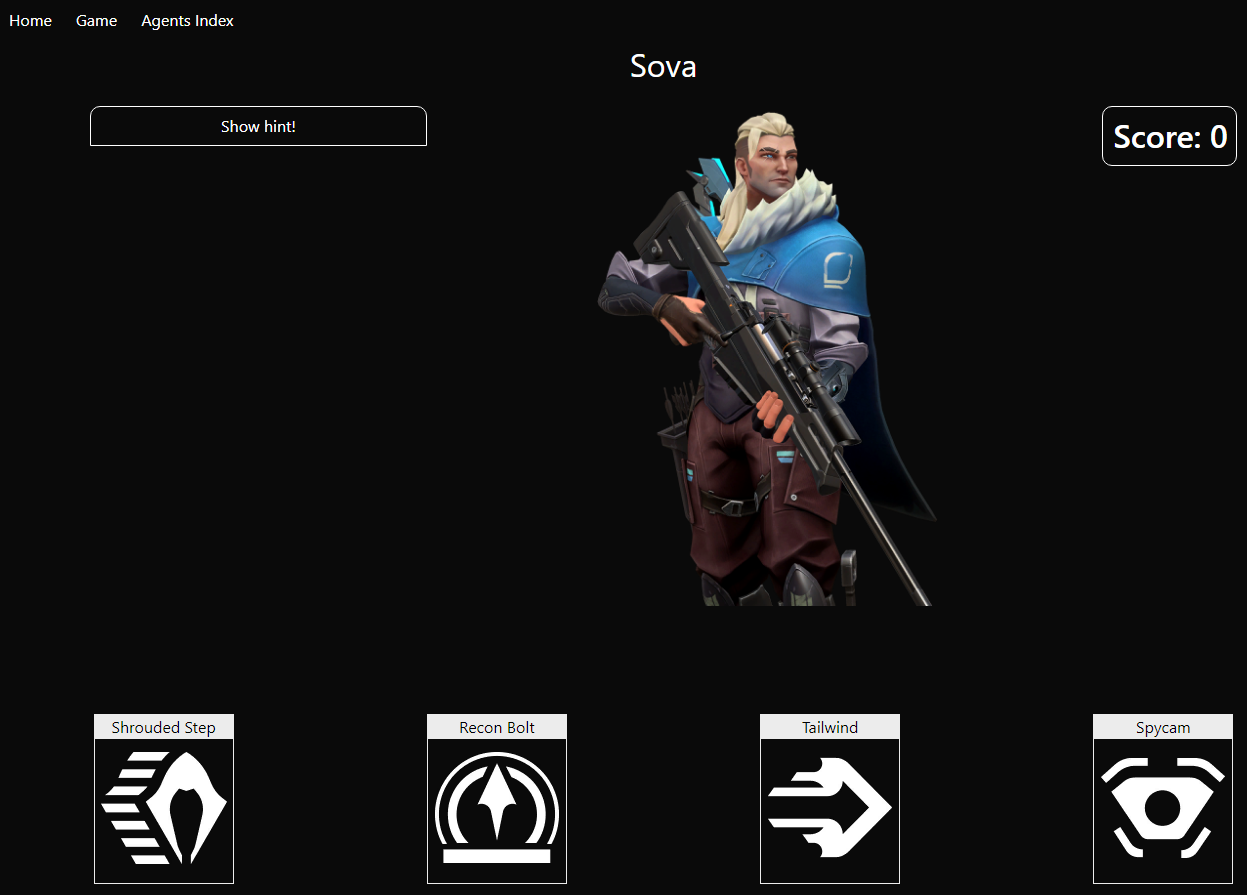 Home Game Agents Index
Sova
Show hint!
Score: 0
Shrouded Step
Recon Bolt
Tailwind
Spycam